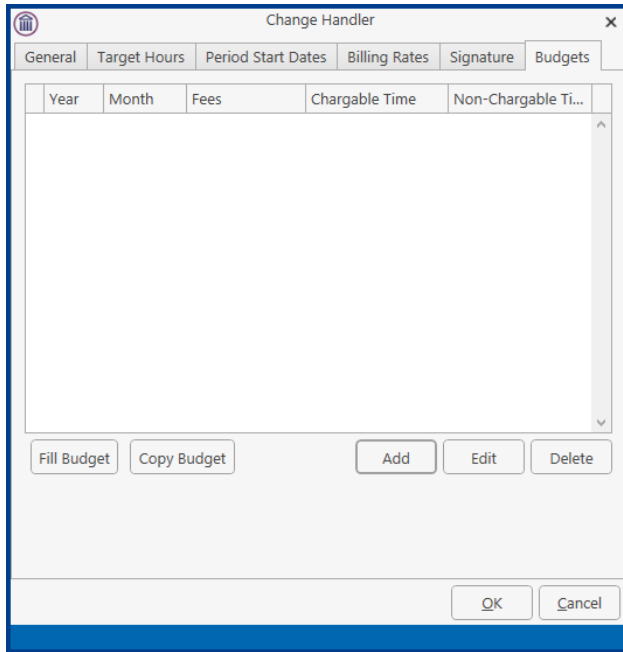 Change Handler
General Target Hours Period Start Dates Billing Rates Signature Budgets
Year Month Fees Chargable Time Non-Chargable Ti...
Fill Budget Copy Budget Add Edit Delete
OK Cancel